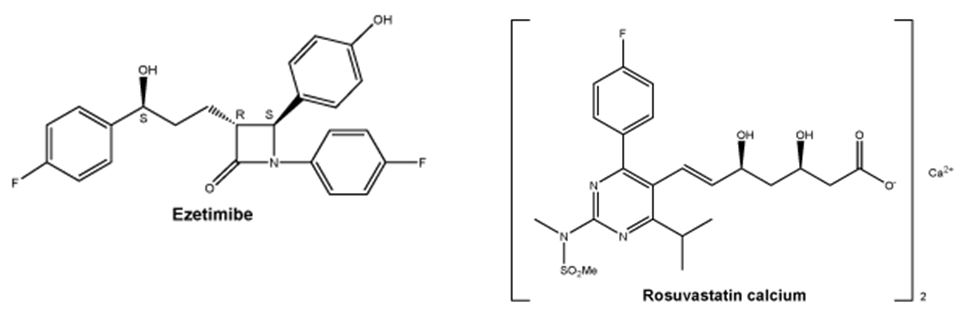 OH
OH
S
R
S
F
O
N
F
Ezetimibe
F
OH
OH
O
O-
N
N
N
SO2Me
Ca2+
2
Rosuvastatin calcium